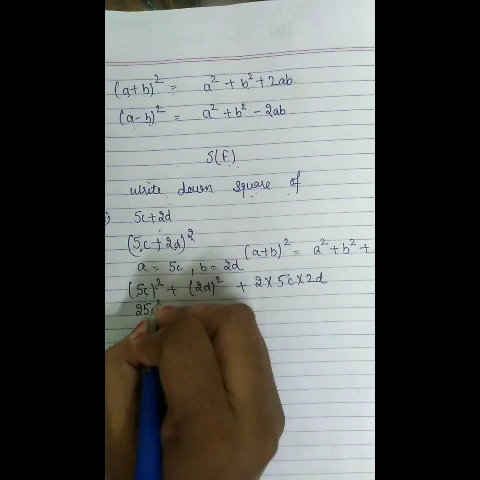 (a+b)² = a² + b² + 2ab
(a-b)² = a² + b² - 2ab
5(F)
write down square of
5c+2d
(5c+2d)²
(a+b)² = a² + b² +
a = 5c, b = 2d
(5c)² + (2d)² + 2×5c×2d
25c²